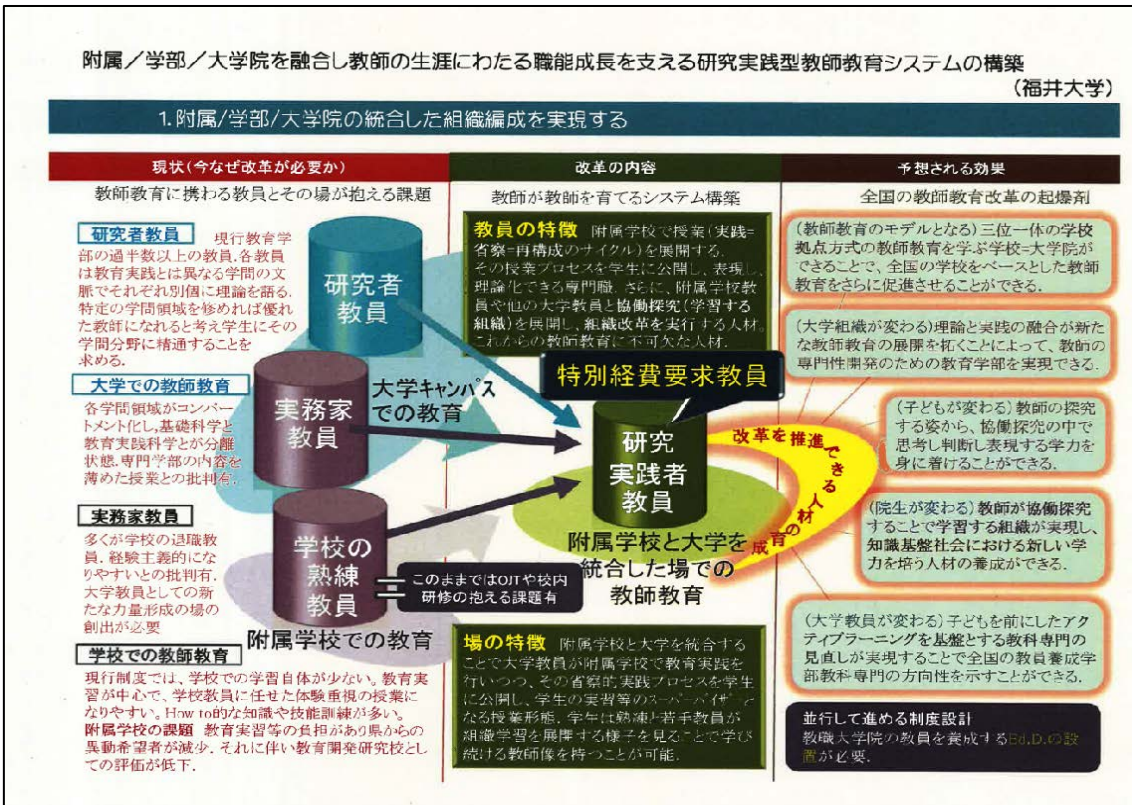 附属／学部／大学院を融合し教師の生涯にわたる職能成長を支える研究実践型教師教育システムの構築
（福井大学）
1.附属/学部/大学院の統合した組織編成を実現する
現状(今なぜ改革が必要か)
教師教育に携わる教員とその場が抱える課題
研究者教員 現行教育学
部の過半数以上の教員.各教員
は教育実践とは異なる学問の文
脈でそれぞれ別個に理論を語る.
特定の学問領域を修めれば優れ
た教師になれると考え学生にその
学問分野に精通することを
求める.
大学での教師教育
各学問領域がコンパー
トメント化し,基礎科学と
教育実践科学とが分離
状態.専門学部の内容を
薄めた授業との批判有.
実務家教員
多くが学校の退職教
員.経験主義的にな
りやすいとの批判有.
大学教員としての新
たな力量形成の場の
創出が必要
学校での教師教育
現行制度では、学校での学習自体が少ない。教育実
習が中心で、学校教員に任せた体験重視の授業に
なりやすい。How to的な知識や技能訓練が多い。
附属学校の課題 教育実習等の負担があり県からの
異動希望者が減少.それに伴い教育開発研究校とし
ての評価が低下.
研究者
教員
実務家
教員
学校の
熟練
教員
大学キャンパス
での教育
このままではOJTや校内
研修の抱える課題有
附属学校での教育
改革の内容
教師が教師を育てるシステム構築
教員の特徴 附属学校で授業(実践=
省察=再構成のサイクル)を展開する.
その授業プロセスを学生に公開し、表現し、
理論化できる専門職.さらに、附属学校教
員や他の大学教員と協働探究(学習する
組織)を展開し、組織改革を実行する人材.
これからの教師教育に不可欠な人材.
特別経費要求教員
研究
実践者
教員
改革を推進できる人材の育成
附属学校と大学を
統合した場での
教師教育
場の特徴 附属学校と大学を統合する
ことで大学教員が附属学校で教育実践を
行いつつ、その省察的実践プロセスを学生
に公開し、学生の実習等のスーパーバイザーと
なる授業形態.学生は熟練と若手教員が
組織学習を展開する様子を見ることで学び
続ける教師像を持つことが可能.
予想される効果
全国の教師教育改革の起爆剤
(教師教育のモデルとなる)三位一体の学校
拠点方式の教師教育を学ぶ学校=大学院が
できることで、全国の学校をベースとした教師
教育をさらに促進させることができる.
(大学組織が変わる)理論と実践の融合が新た
な教師教育の展開を拓くことによって、教師の
専門性開発のための教育学部を実現できる.
(子どもが変わる)教師の探究
する姿から、協働探究の中で
思考し判断し表現する学力を
身に着けることができる.
(院生が変わる)教師が協働探究
することで学習する組織が実現し、
知識基盤社会における新しい学
力を培う人材の養成ができる.
(大学教員が変わる)子どもを前にしたアク
ティブラーニングを基盤とする教科専門の
見直しが実現することで全国の教員養成学
部教科専門の方向性を示すことができる.
並行して進める制度設計
教職大学院の教員を養成するEd.D.の設
置が必要.